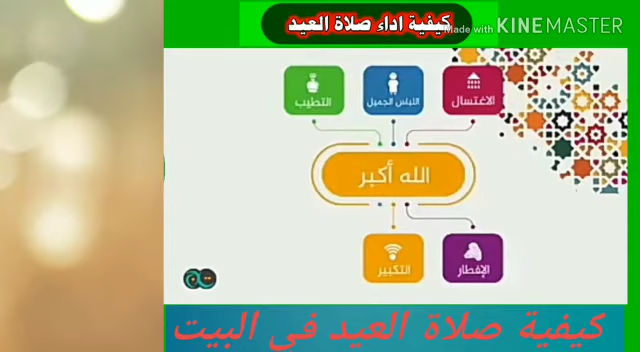 كيفية اداء صلاة العيد
Made with KINEMASTER
الاغتسال
اللباس الجميل
التطيب
الله أكبر
الإفطار
التكبير
كيفية صلاة العيد في البيت